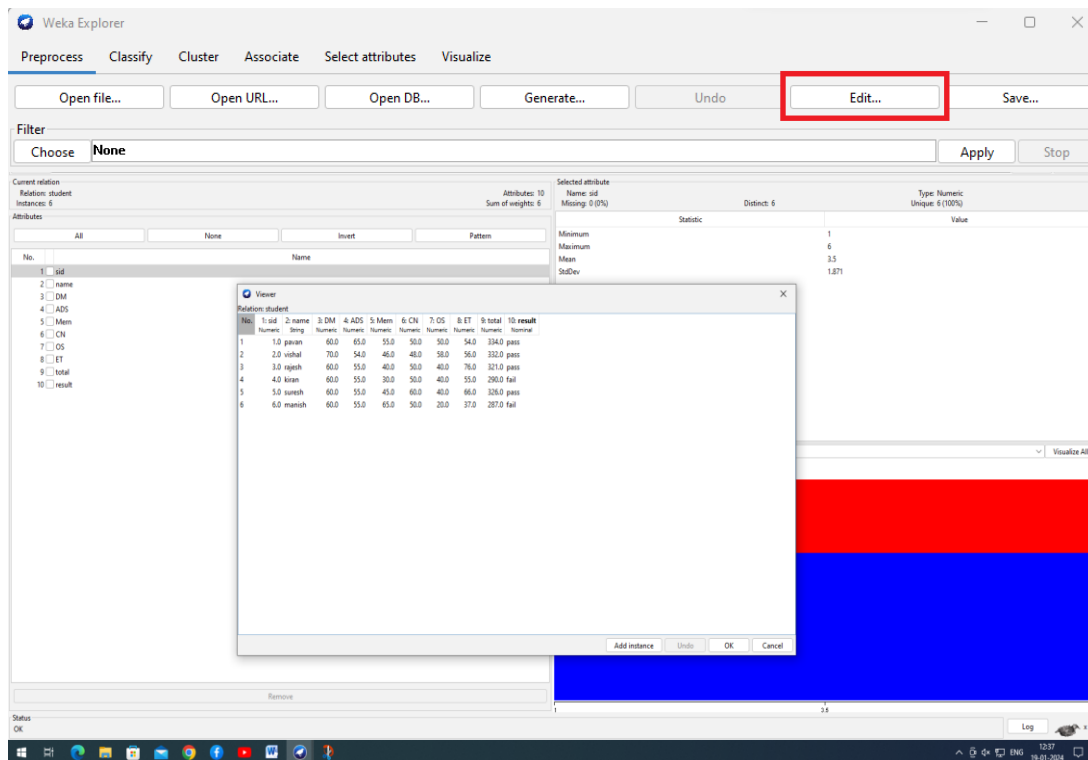 Weka Explorer
Preprocess Classify Cluster Associate Select attributes Visualize
Open file... Open URL... Open DB... Generate... Undo Edit... Save...
Filter
Choose None Apply Stop
Current relation
Relation: student Attributes: 10
Instances: 6 Sum of weights: 6
Selected attribute
Name: sid Type: Numeric
Missing: 0 (0%) Distinct: 6 Unique: 6 (100%)
Attributes
All None Invert Pattern
No. Name
1 sid
2 name
3 DM
4 ADS
5 Mem
6 CN
7 OS
8 ET
9 total
10 result
Remove
Statistic Value
Minimum 1
Maximum 6
Mean 3.5
StdDev 1.871
Viewer
Relation: student
No. 1: sid 2: name 3: DM 4: ADS 5: Mem 6: CN 7: OS 8: ET 9: total 10: result
Numeric String Numeric Numeric Numeric Numeric Numeric Numeric Numeric Nominal
1 1.0 pavan 60.0 65.0 55.0 50.0 50.0 54.0 334.0 pass
2 2.0 vishal 70.0 54.0 46.0 48.0 58.0 56.0 332.0 pass
3 3.0 rajesh 60.0 55.0 40.0 50.0 40.0 76.0 321.0 pass
4 4.0 kiran 60.0 55.0 30.0 50.0 40.0 55.0 290.0 fail
5 5.0 suresh 60.0 55.0 45.0 60.0 40.0 66.0 326.0 pass
6 6.0 manish 60.0 55.0 65.0 50.0 20.0 37.0 287.0 fail
Add instance Undo OK Cancel
Visualize All
1 3.5
Status
OK
Log x
ENG 12:37
19-01-2024